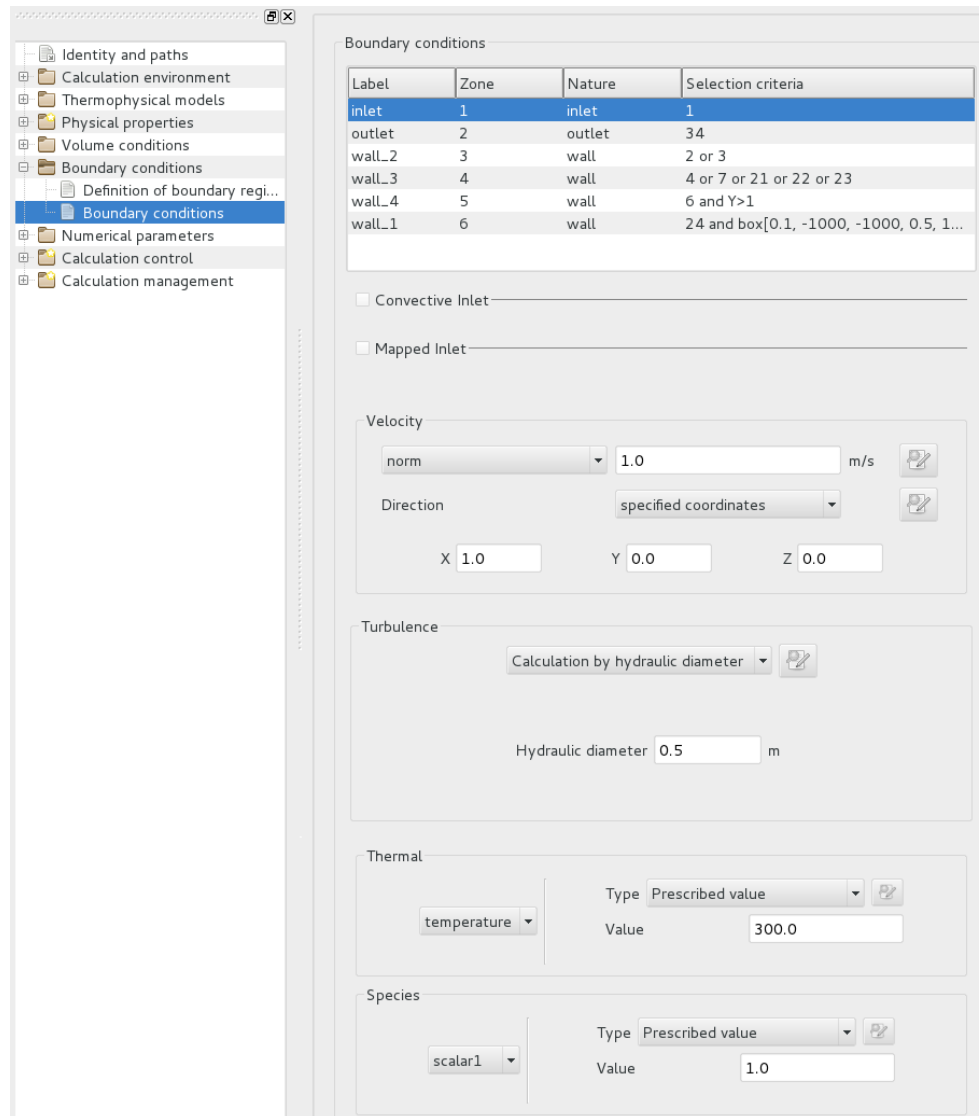 Identity and paths
Calculation environment
Thermophysical models
Physical properties
Volume conditions
Boundary conditions
Definition of boundary regi...
Boundary conditions
Numerical parameters
Calculation control
Calculation management
Boundary conditions
Label Zone Nature Selection criteria
inlet 1 inlet 1
outlet 2 outlet 34
wall_2 3 wall 2 or 3
wall_3 4 wall 4 or 7 or 21 or 22 or 23
wall_4 5 wall 6 and Y>1
wall_1 6 wall 24 and box[0.1, -1000, -1000, 0.5, 1...
Convective Inlet
Mapped Inlet
Velocity
norm 1.0 m/s
Direction specified coordinates
X 1.0 Y 0.0 Z 0.0
Turbulence
Calculation by hydraulic diameter
Hydraulic diameter 0.5 m
Thermal
Type Prescribed value
temperature
Value 300.0
Species
Type Prescribed value
scalar1
Value 1.0